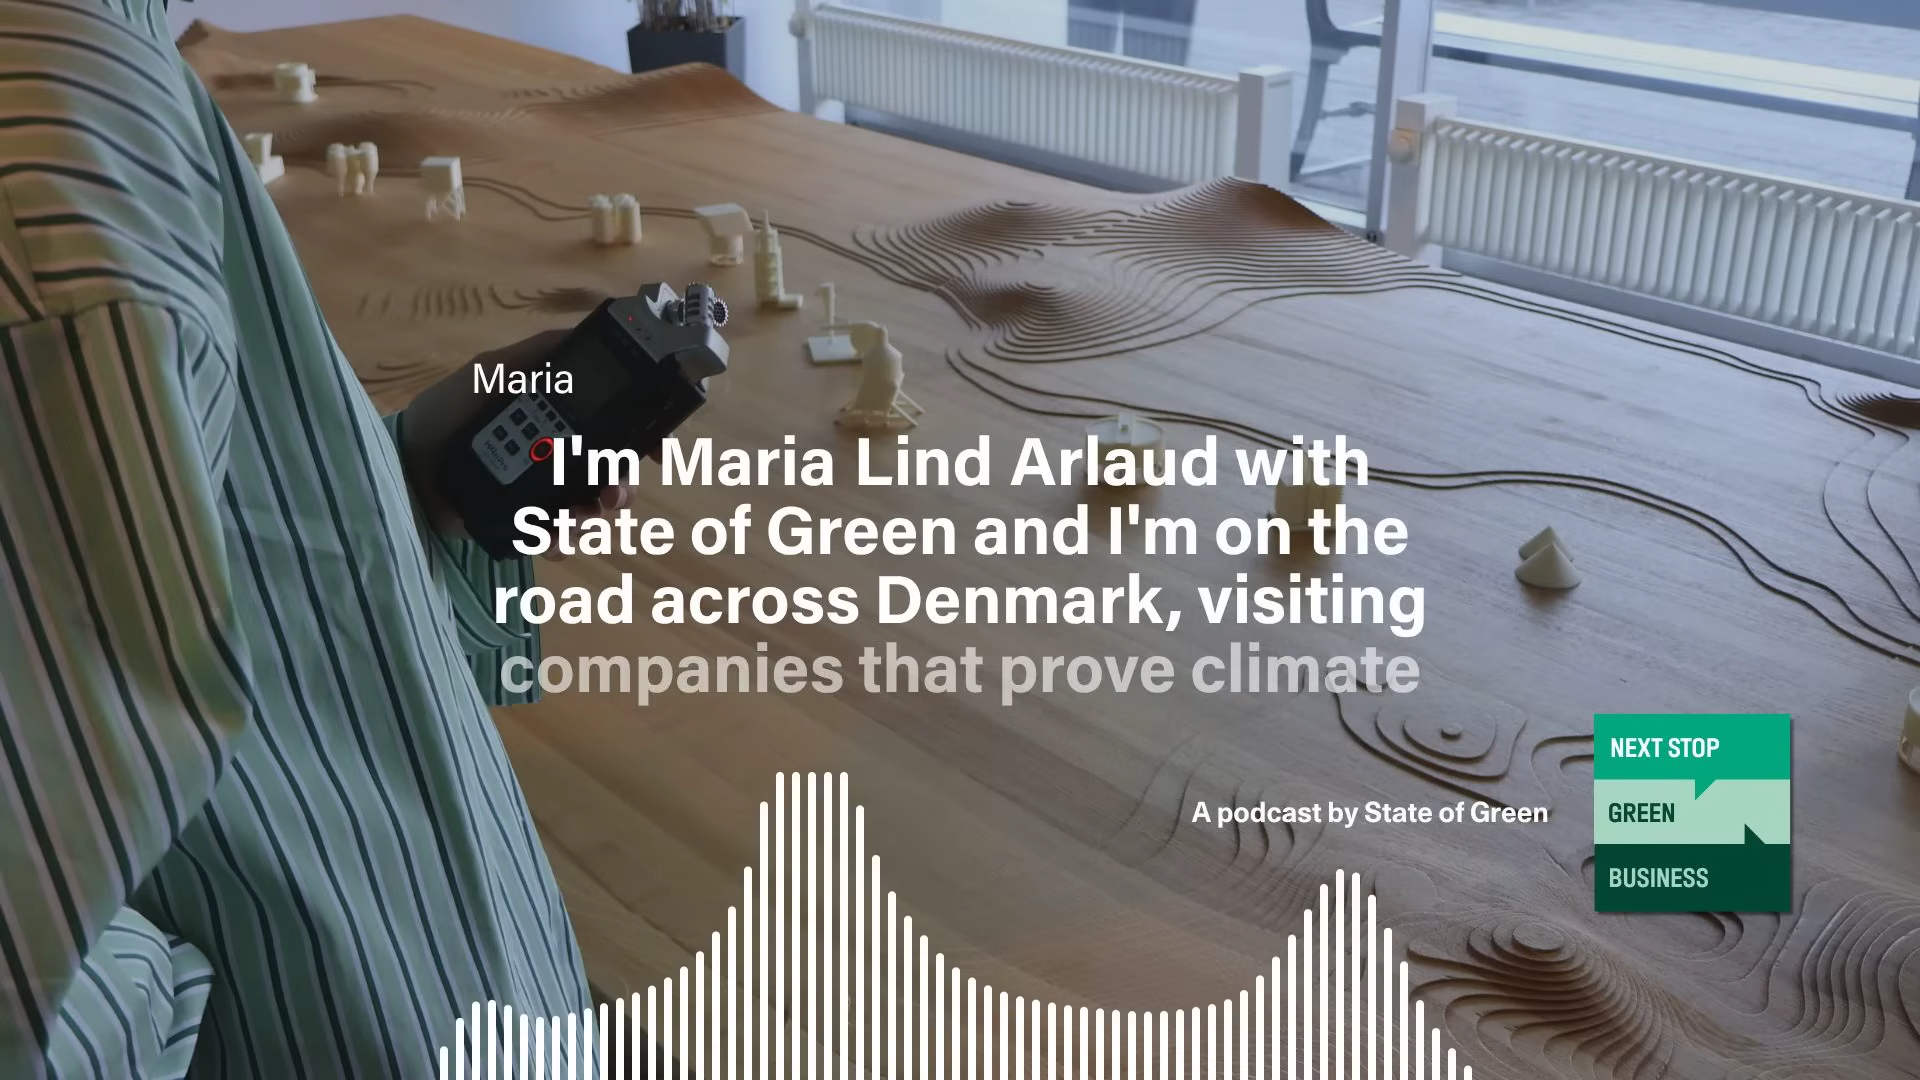 Maria
I'm Maria Lind Arlaud with
State of Green and I'm on the
road across Denmark, visiting
companies that prove climate
A podcast by State of Green
NEXT STOP
GREEN
BUSINESS